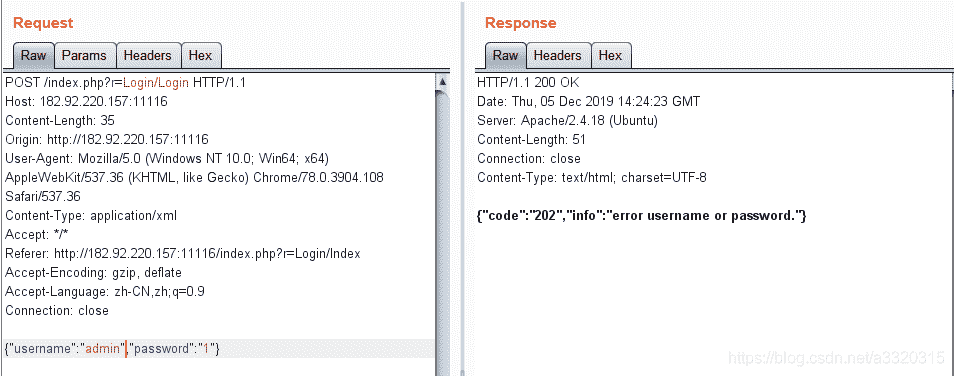 Request
Raw Params Headers Hex
POST /index.php?r=Login/Login HTTP/1.1
Host: 182.92.220.157:11116
Content-Length: 35
Origin: http://182.92.220.157:11116
User-Agent: Mozilla/5.0 (Windows NT 10.0; Win64; x64)
AppleWebKit/537.36 (KHTML, like Gecko) Chrome/78.0.3904.108
Safari/537.36
Content-Type: application/xml
Accept: */*
Referer: http://182.92.220.157:11116/index.php?r=Login/Index
Accept-Encoding: gzip, deflate
Accept-Language: zh-CN,zh;q=0.9
Connection: close
{"username":"admin","password":"1"}
Response
Raw Headers Hex
HTTP/1.1 200 OK
Date: Thu, 05 Dec 2019 14:24:23 GMT
Server: Apache/2.4.18 (Ubuntu)
Content-Length: 51
Connection: close
Content-Type: text/html; charset=UTF-8
{"code":"202","info":"error username or password."}
https://blog.csdn.net/a3320315